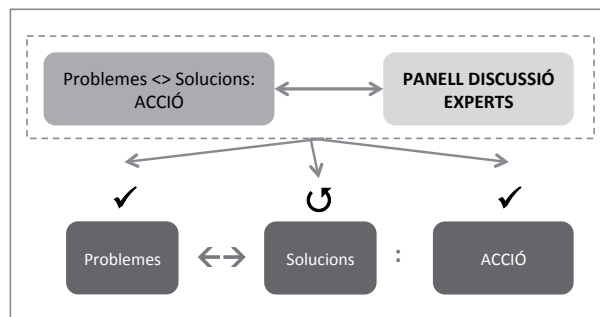 Problemes <> Solucions:
ACCIÓ
PANELL DISCUSSIÓ
EXPERTS
Problemes
Solucions
:
ACCIÓ